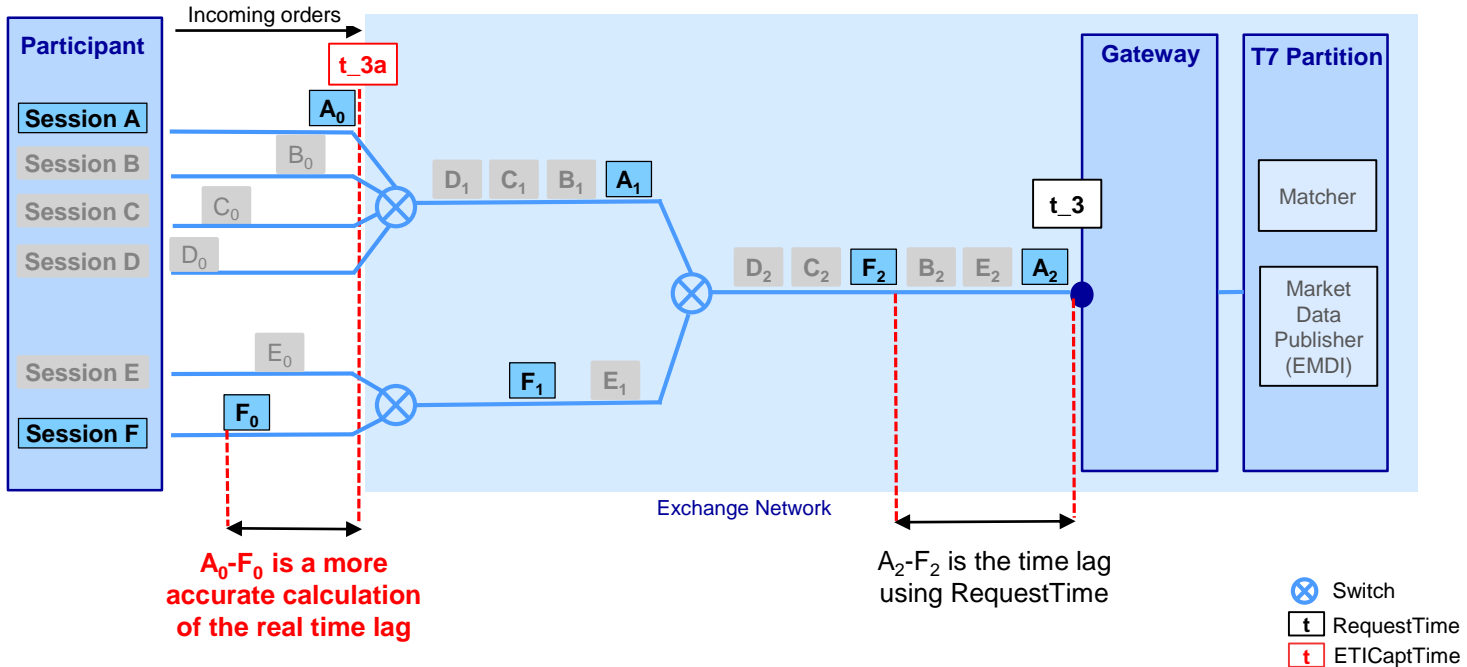 Incoming orders
Participant
t_3a
Gateway
T7 Partition
Session A
A₀
Session B
B₀
Session C
C₀
Session D
D₀
D₁ C₁ B₁ A₁
t_3
Matcher
D₂ C₂ F₂ B₂ E₂ A₂
Market
Data
Publisher
(EMDI)
Session E
E₀
F₁ E₁
Session F
F₀
Exchange Network
A₀-F₀ is a more
accurate calculation
of the real time lag
A₂-F₂ is the time lag
using RequestTime
Switch
t RequestTime
t ETICaptTime